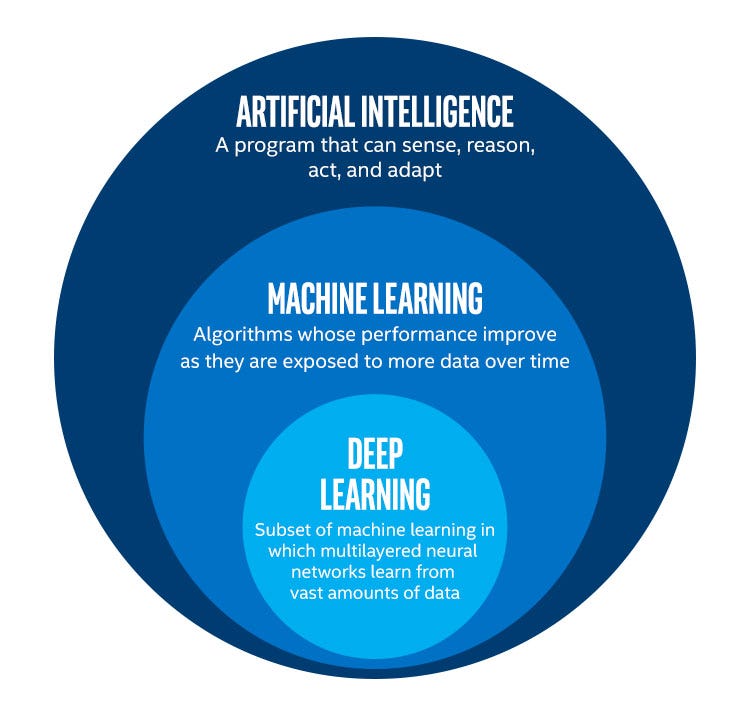 ARTIFICIAL INTELLIGENCE
A program that can sense, reason,
act, and adapt
MACHINE LEARNING
Algorithms whose performance improve
as they are exposed to more data over time
DEEP
LEARNING
Subset of machine learning in
which multilayered neural
networks learn from
vast amounts of data